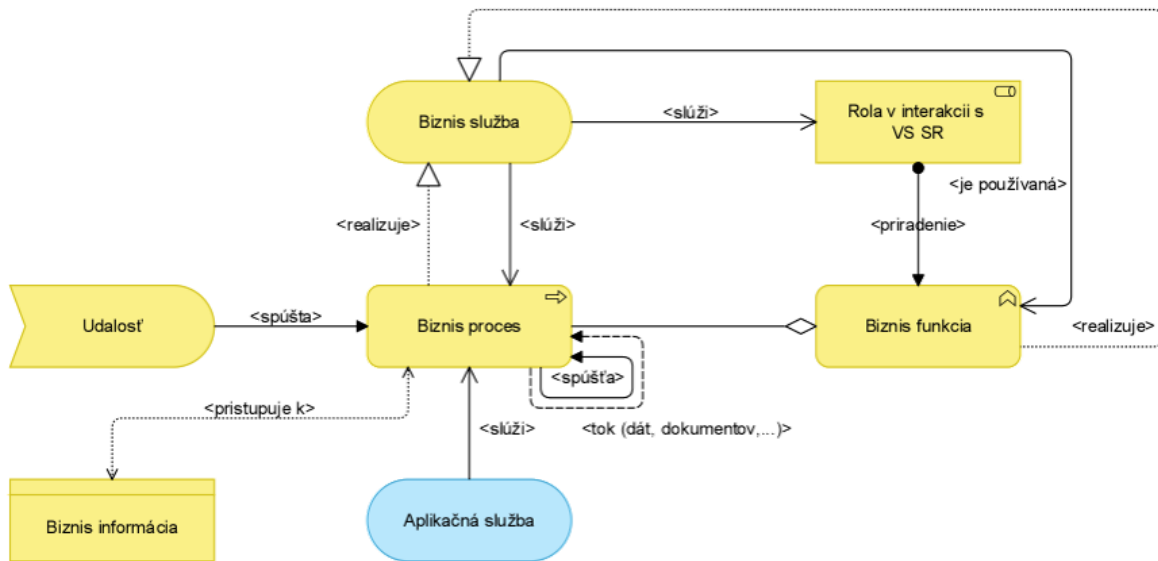 Biznis služba
<slúži>
Rola v interakcii s
VS SR
<je používaná>
<realizuje>
<slúži>
<priradenie>
Udalosť
<spúšta>
Biznis proces
Biznis funkcia
<realizuje>
<spúšťa>
<pristupuje k>
<slúži>
<tok (dát, dokumentov,...)>
Biznis informácia
Aplikačná služba